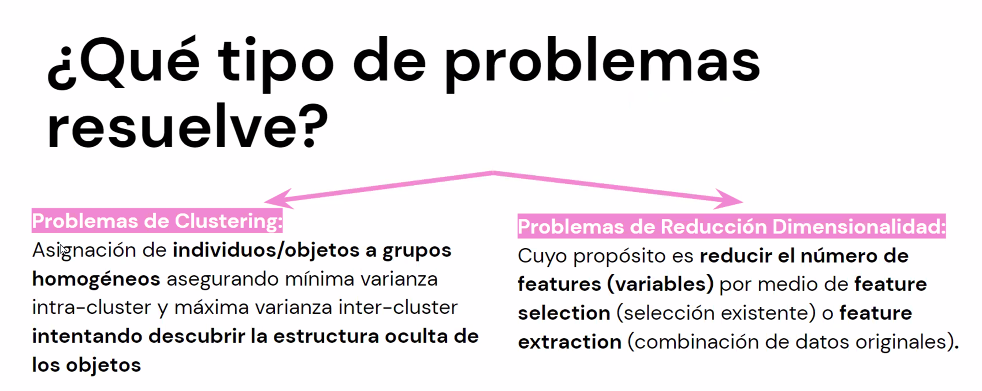 ¿Qué tipo de problemas
resuelve?
Problemas de Clustering:
Asignación de individuos/objetos a grupos
homogéneos asegurando mínima varianza
intra-cluster y máxima varianza inter-cluster
intentando descubrir la estructura oculta de
los objetos
Problemas de Reducción Dimensionalidad:
Cuyo propósito es reducir el número de
features (variables) por medio de feature
selection (selección existente) o feature
extraction (combinación de datos originales).